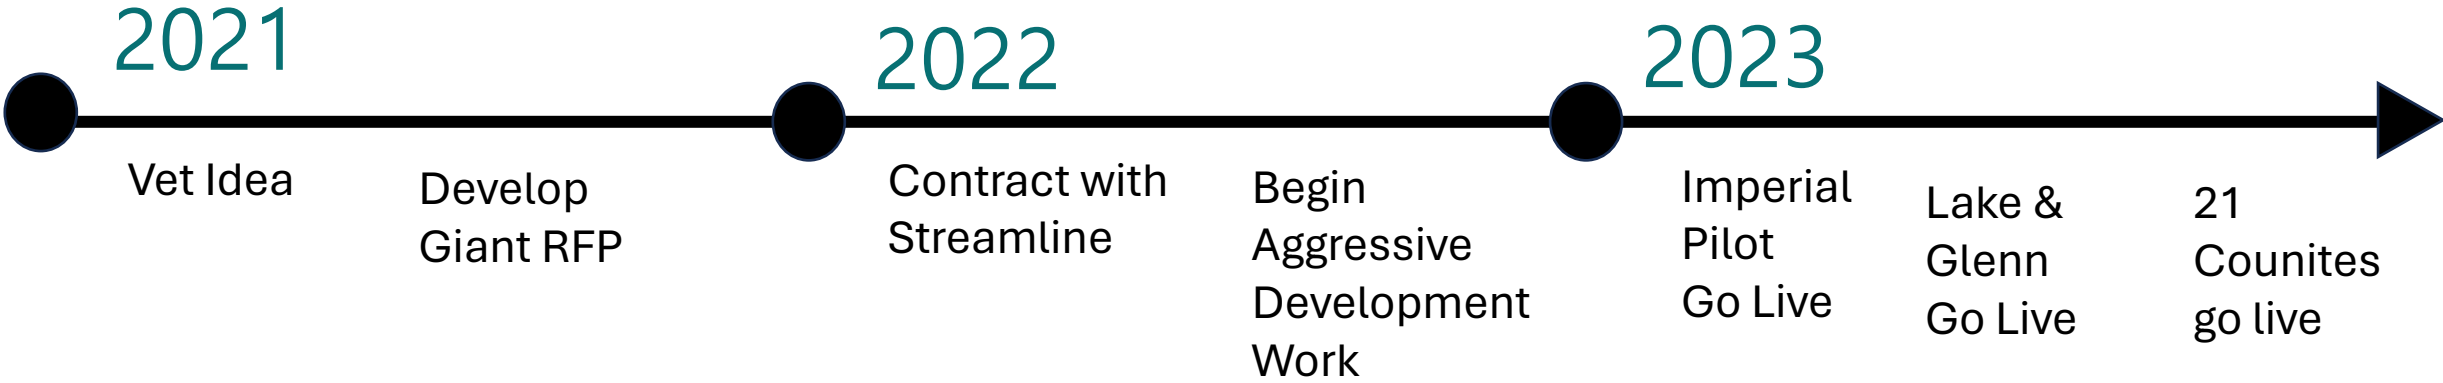 2021
Vet Idea
Develop
Giant RFP
2022
Contract with
Streamline
Begin
Aggressive
Development
Work
2023
Imperial
Pilot
Go Live
Lake &
Glenn
Go Live
21
Counites
go live